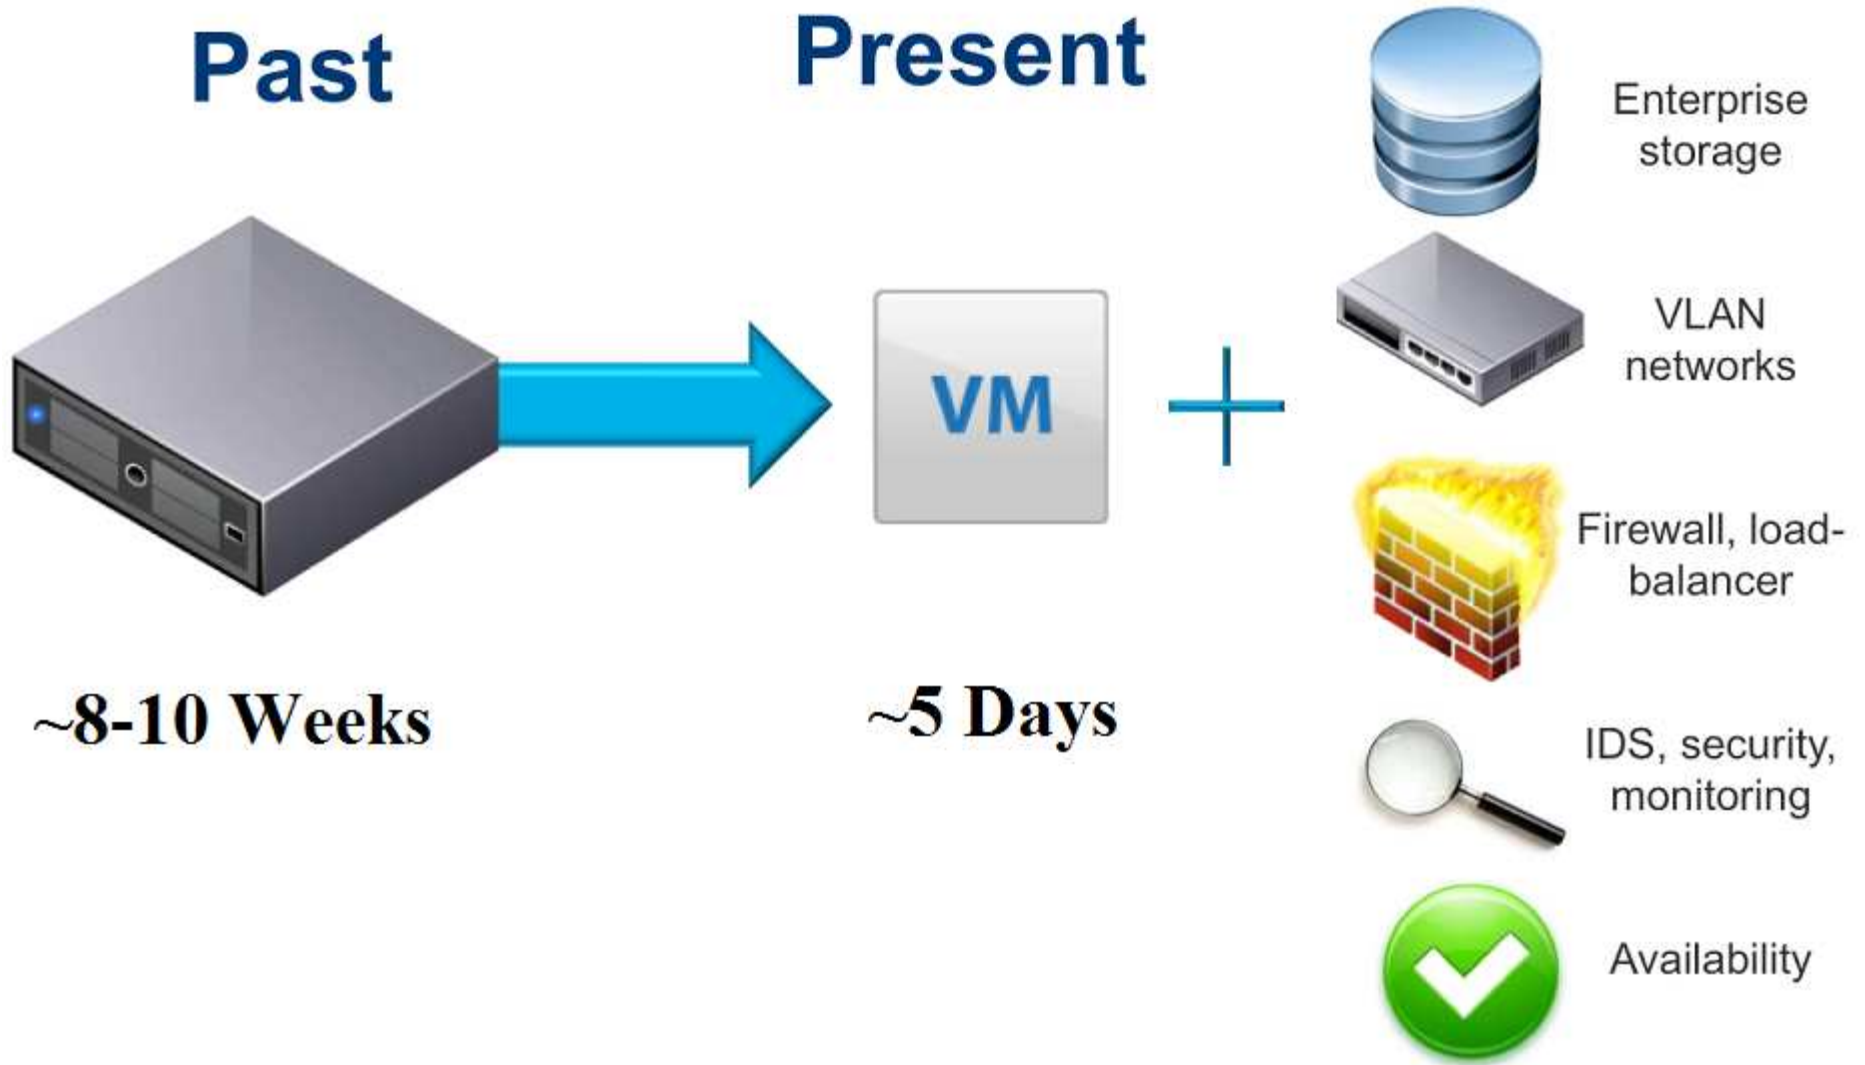 Past
Present
Enterprise
storage
VLAN
networks
VM
Firewall, load-
balancer
~8-10 Weeks
~5 Days
IDS, security,
monitoring
Availability